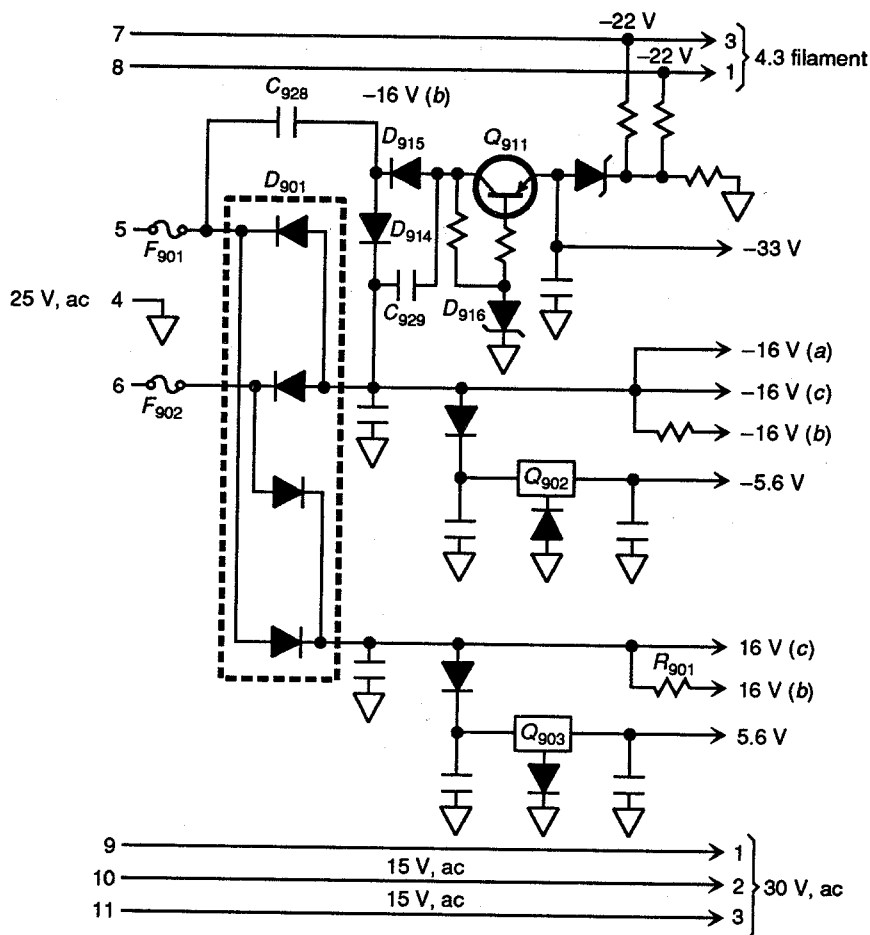 7
−22 V
3
8
−22 V
1
4.3 filament
C928
−16 V (b)
D915
Q911
D901
5
F901
D914
−33 V
25 V, ac 4
C929
D916
−16 V (a)
6
F902
−16 V (c)
−16 V (b)
Q902
−5.6 V
16 V (c)
R901
16 V (b)
Q903
5.6 V
9
1
15 V, ac
10
2
30 V, ac
15 V, ac
11
3